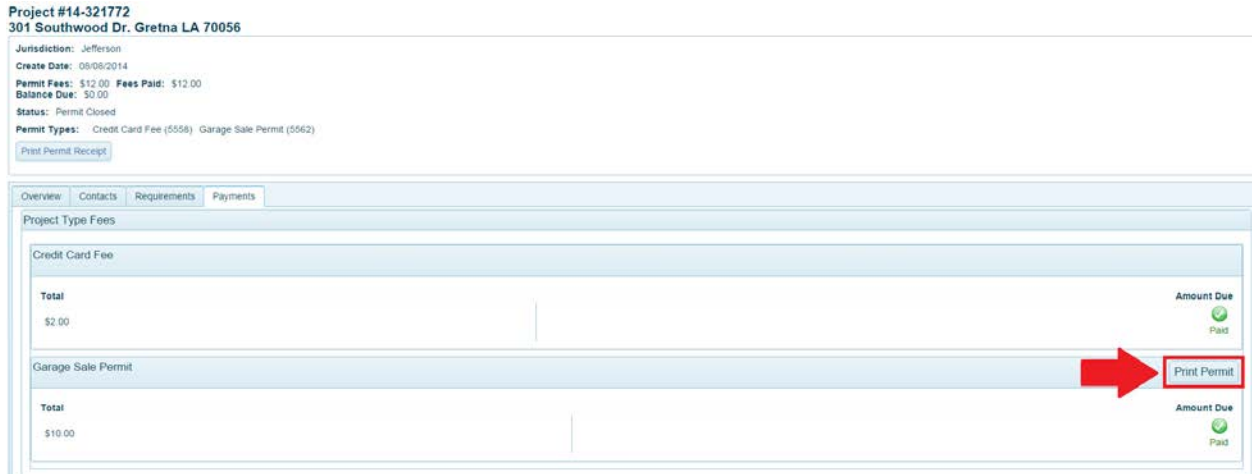 Project #14-321772
301 Southwood Dr. Gretna LA 70056
Jurisdiction: Jefferson
Create Date: 08/08/2014
Permit Fees: $12.00 Fees Paid: $12.00
Balance Due: $0.00
Status: Permit Closed
Permit Types: Credit Card Fee (5558) Garage Sale Permit (5562)
Print Permit Receipt
Overview Contacts Requirements Payments
Project Type Fees
Credit Card Fee
Total Amount Due
$2.00
Paid
Garage Sale Permit Print Permit
Total Amount Due
$10.00
Paid